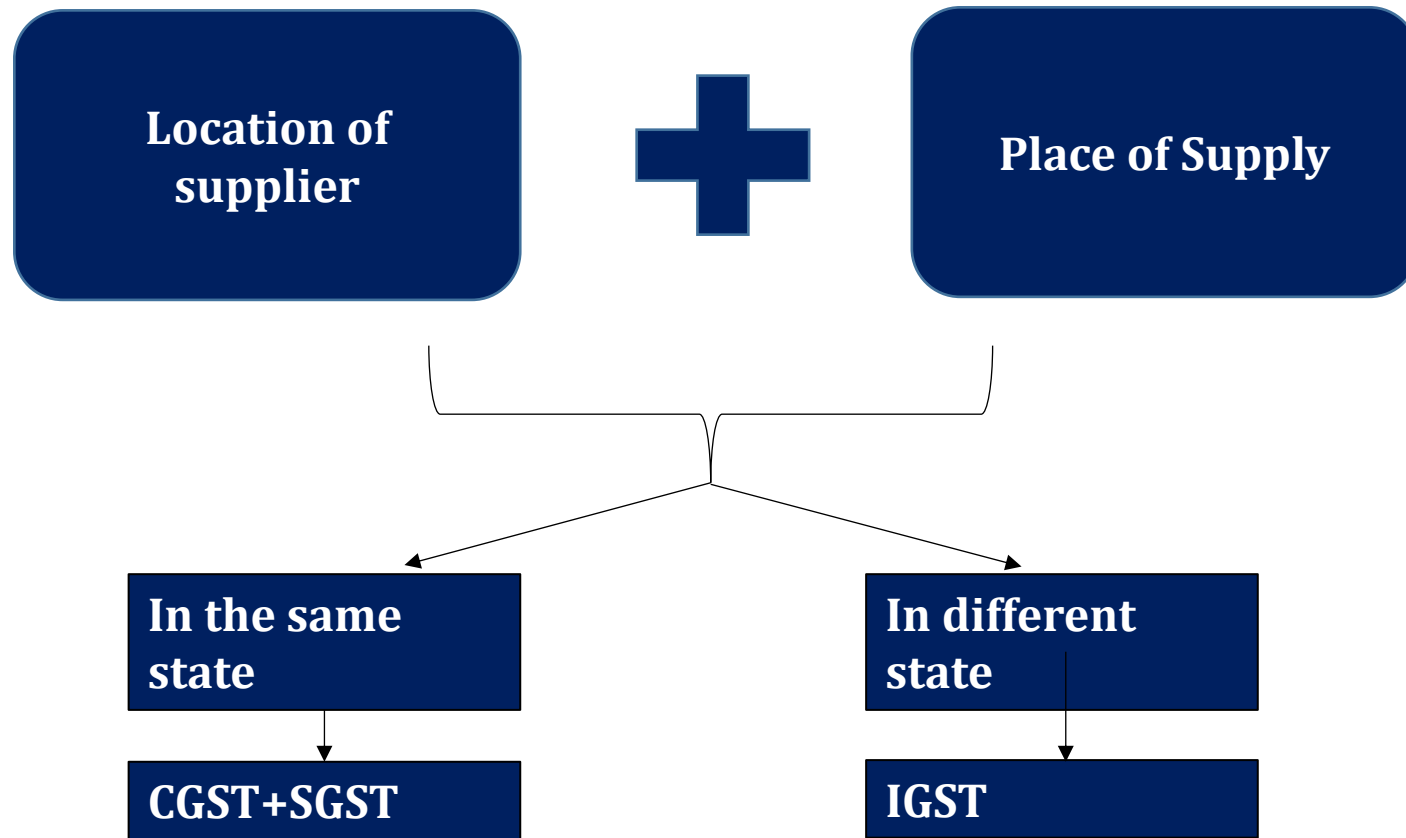 Location of
supplier
Place of Supply
In the same
state
In different
state
CGST+SGST
IGST